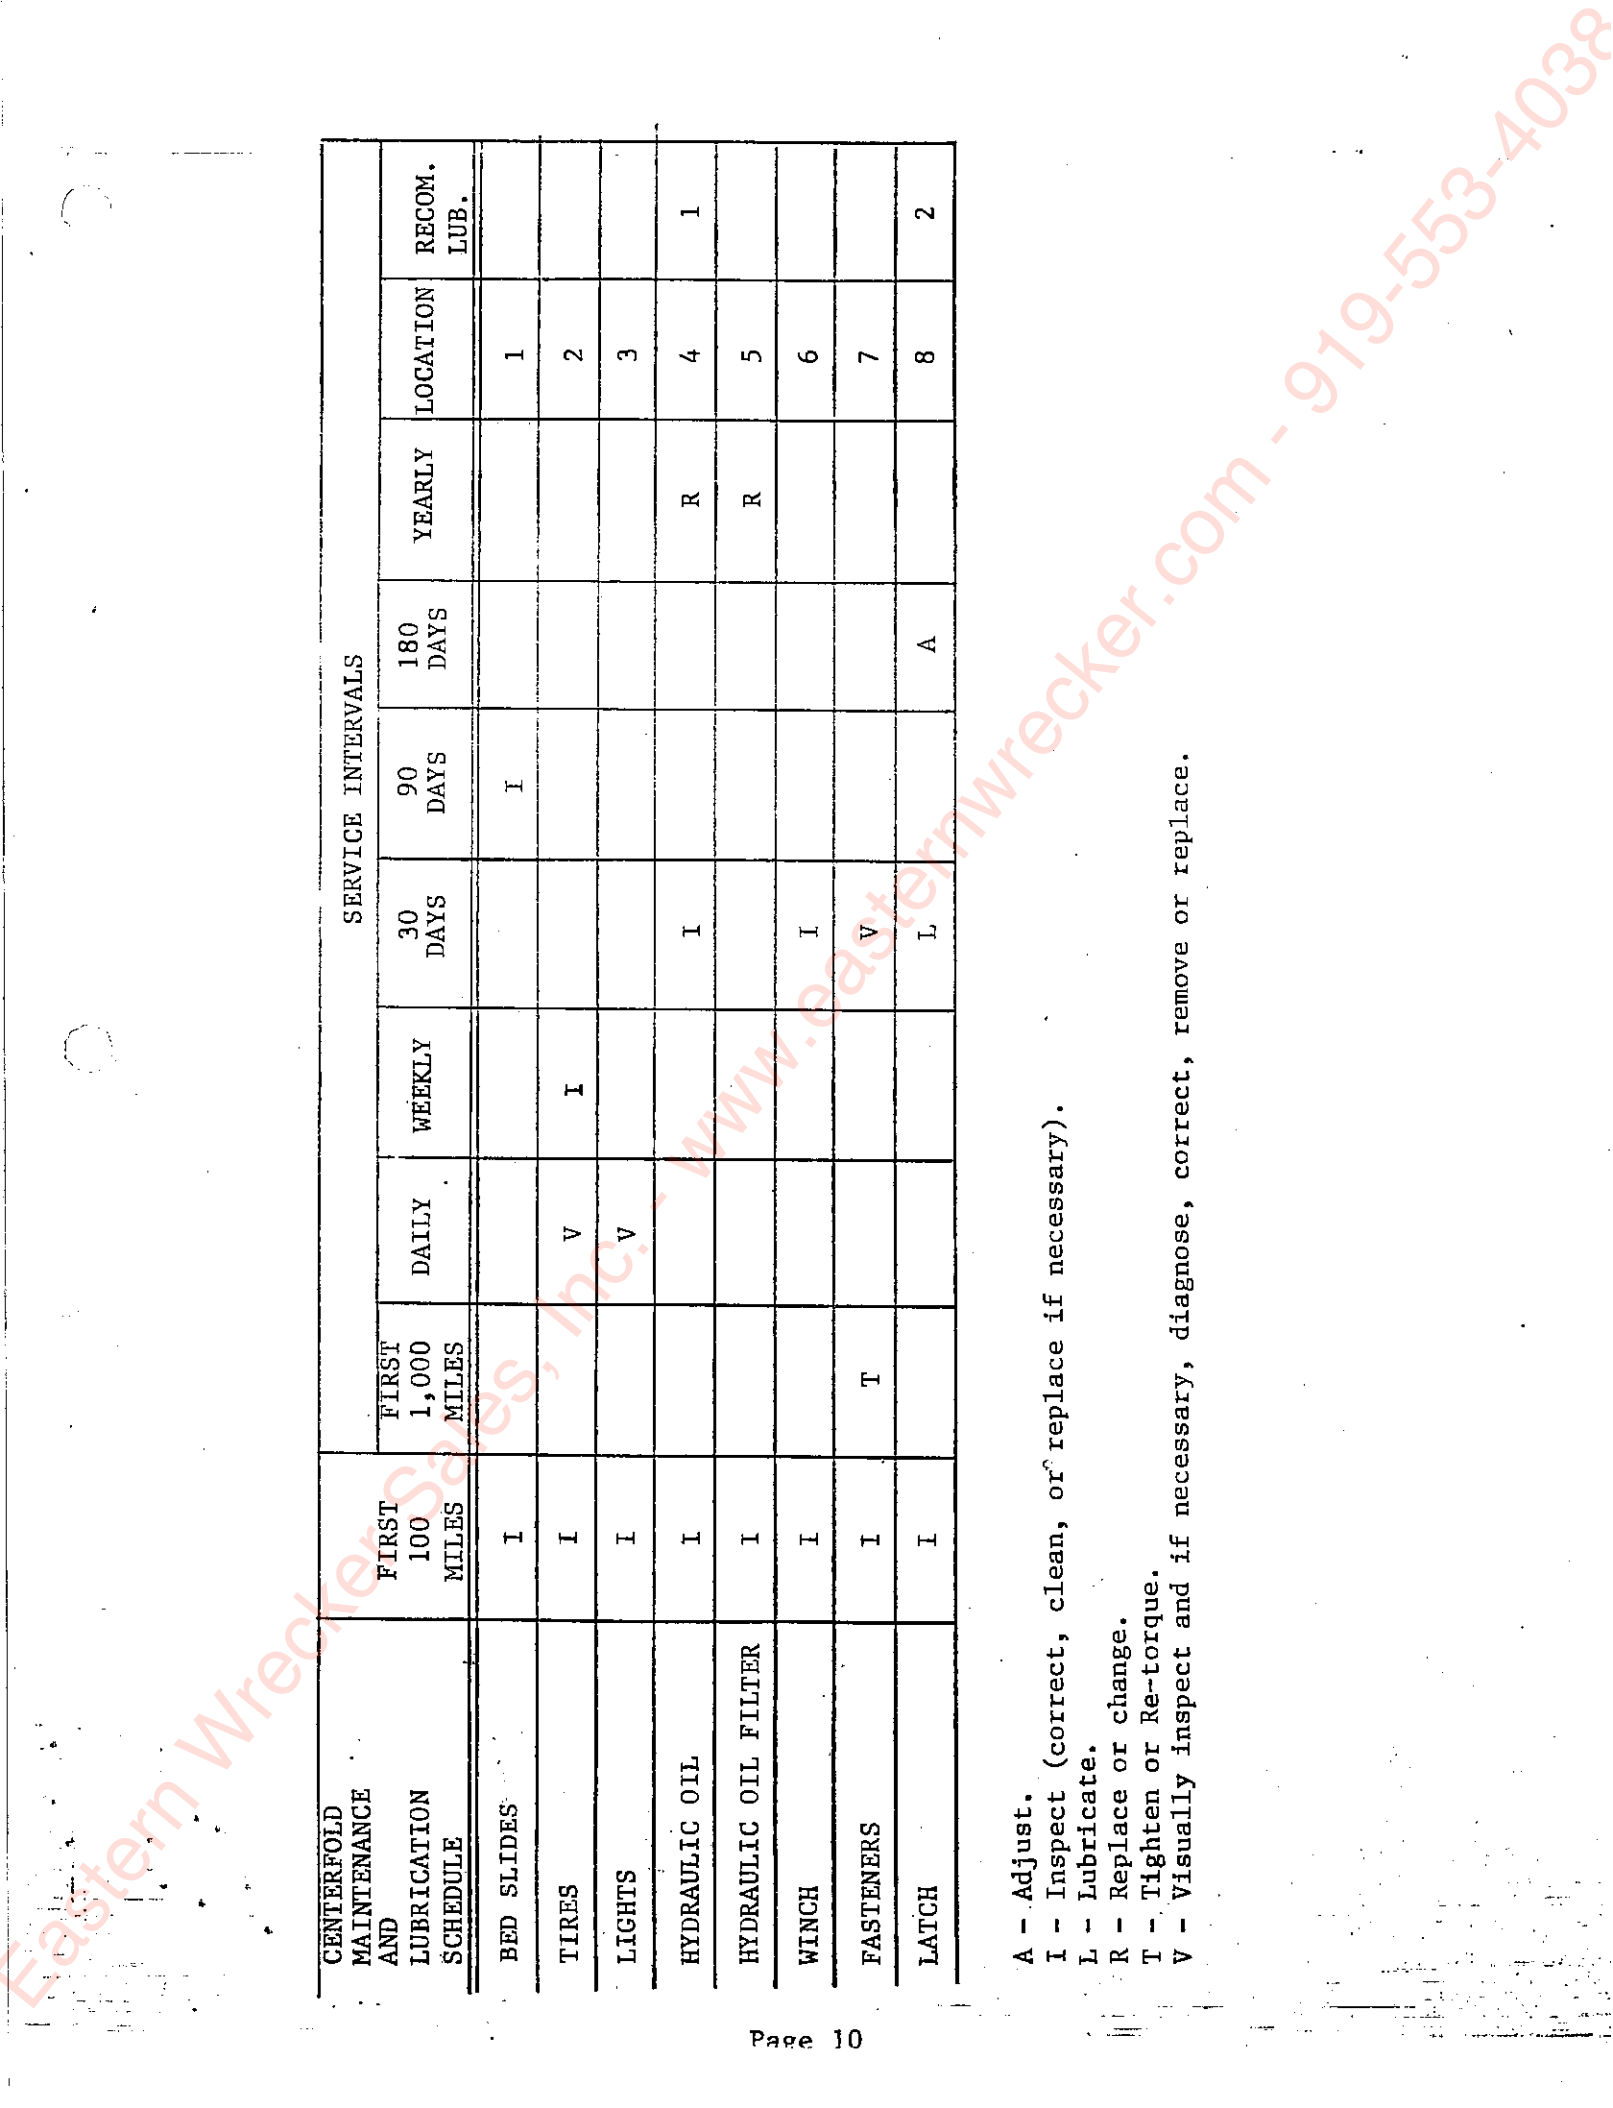 CENTERFOLD
MAINTENANCE
AND
LUBRICATION
SCHEDULE
SERVICE INTERVALS
FIRST 100 MILES
FIRST 1,000 MILES
DAILY
WEEKLY
30 DAYS
90 DAYS
180 DAYS
YEARLY
LOCATION
RECOM. LUB.
BED SLIDES I I 1
TIRES I V I 2
LIGHTS I V 3
HYDRAULIC OIL I I R 4 1
HYDRAULIC OIL FILTER I R 5
WINCH I I 6
FASTENERS I T V 7
LATCH I L A 8 2
A - Adjust.
I - Inspect (correct, clean, or replace if necessary).
L - Lubricate.
R - Replace or change.
T - Tighten or Re-torque.
V - Visually inspect and if necessary, diagnose, correct, remove or replace.
Page 10
Eastern Wrecker Sales, Inc. - www.easternwrecker.com - 919-553-4038